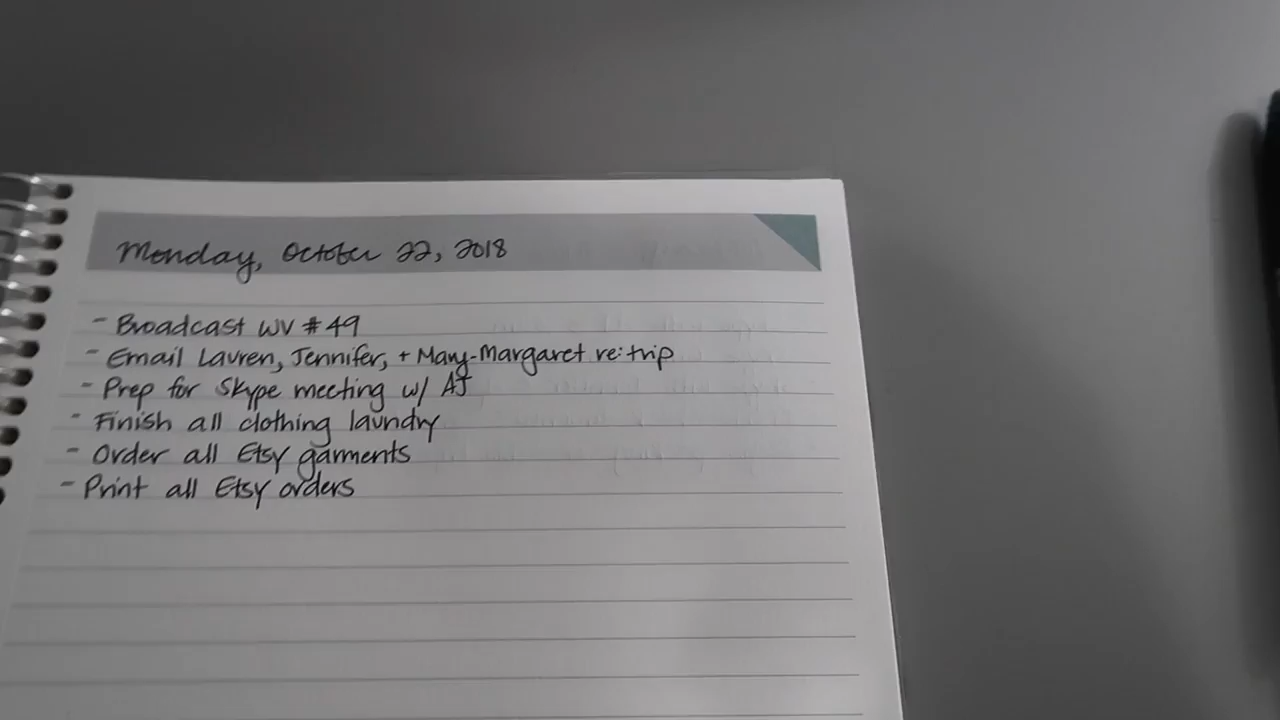 Monday, October 22, 2018
- Broadcast WV #49
- Email Lauren, Jennifer, + Mary-Margaret re: trip
- Prep for Skype meeting w/ AJ
- Finish all clothing laundry
- Order all Etsy garments
- Print all Etsy orders